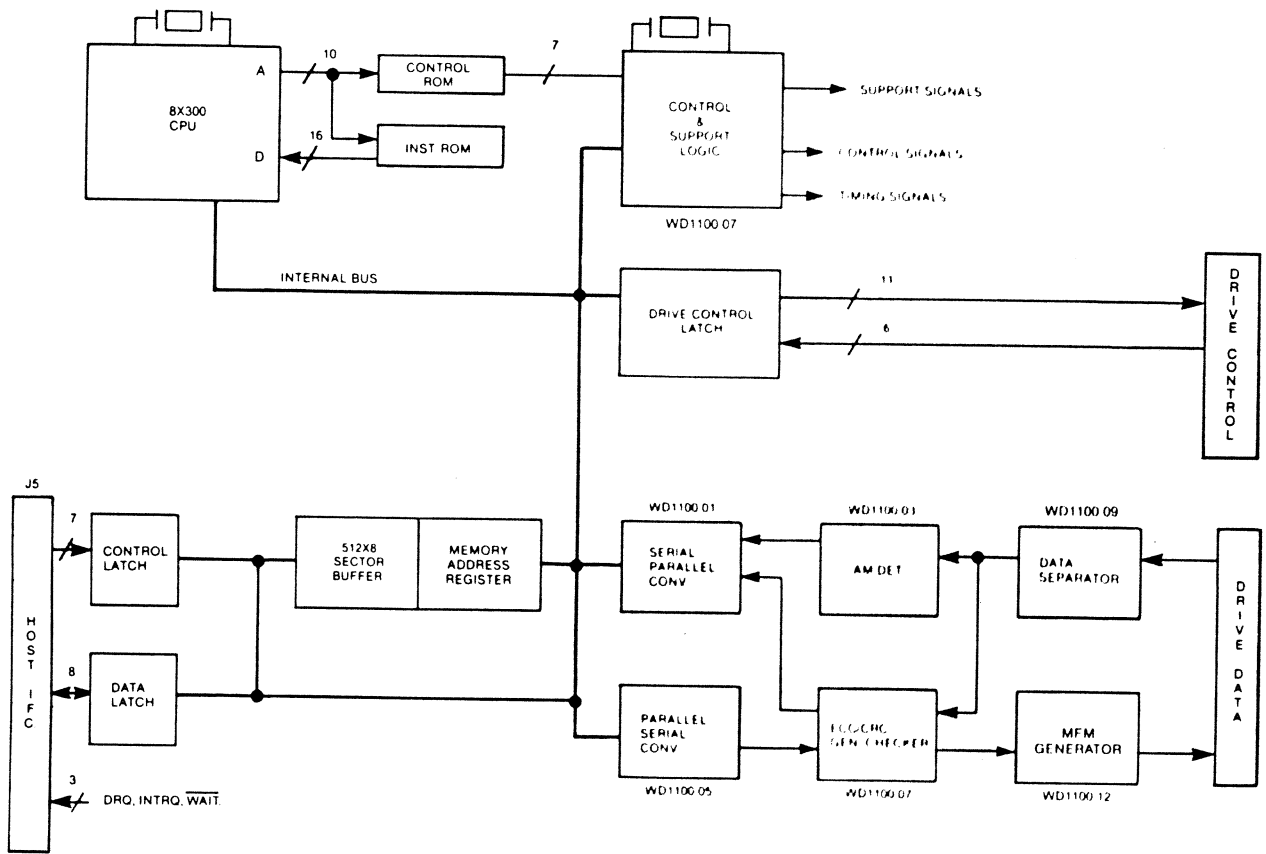 10
7
A
CONTROL
ROM
8X300
CPU
16
D
INST ROM
CONTROL
&
SUPPORT
LOGIC
SUPPORT SIGNALS
CONTROL SIGNALS
TIMING SIGNALS
WD1100 07
INTERNAL BUS
DRIVE CONTROL
LATCH
11
6
DRIVE CONTROL
J5
7
CONTROL
LATCH
512X8
SECTOR
BUFFER
MEMORY
ADDRESS
REGISTER
WD1100 01
SERIAL
PARALLEL
CONV
WD1100 03
AM DET
WD1100 09
DATA
SEPARATOR
HOST IFC
8
DATA
LATCH
PARALLEL
SERIAL
CONV
WD1100 05
ECC/CRC
GEN/CHECKER
WD1100 07
MFM
GENERATOR
WD1100 12
DRIVE DATA
3
DRQ, INTRQ, WAIT.